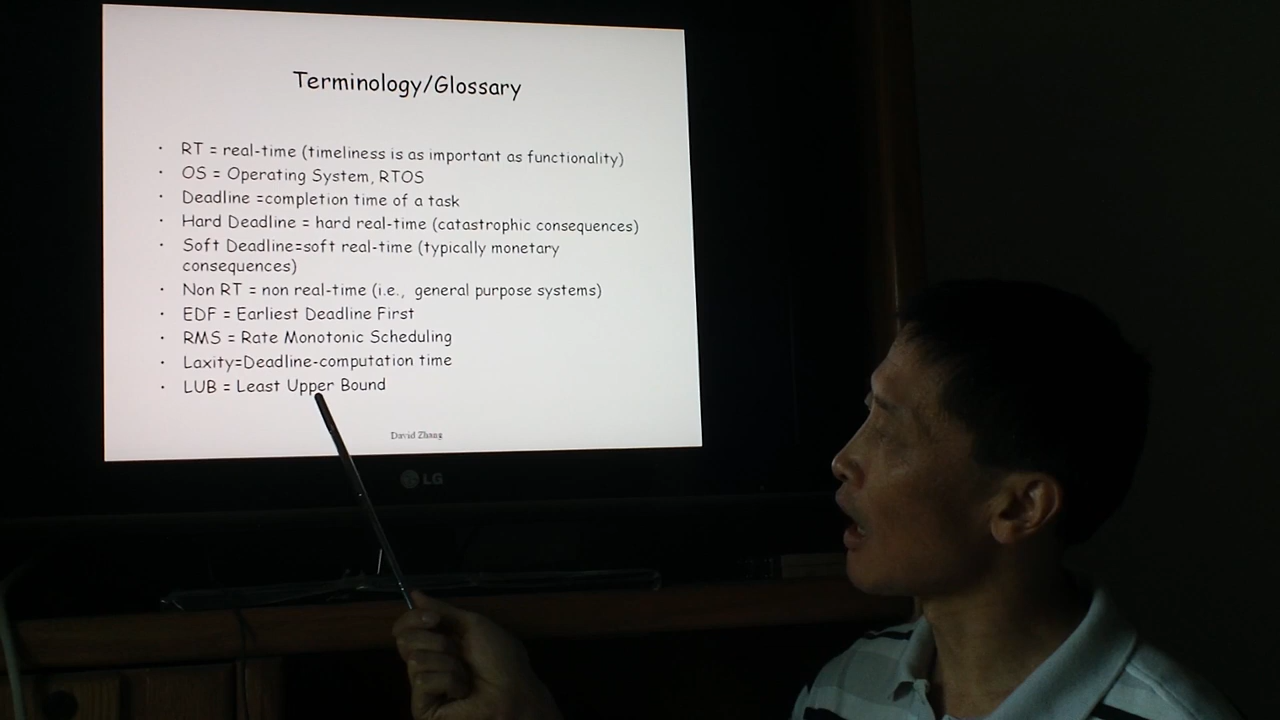 Terminology/Glossary
• RT = real-time (timeliness is as important as functionality)
• OS = Operating System, RTOS
• Deadline =completion time of a task
• Hard Deadline = hard real-time (catastrophic consequences)
• Soft Deadline=soft real-time (typically monetary
consequences)
• Non RT = non real-time (i.e., general purpose systems)
• EDF = Earliest Deadline First
• RMS = Rate Monotonic Scheduling
• Laxity=Deadline-computation time
• LUB = Least Upper Bound
David Zhang
LG